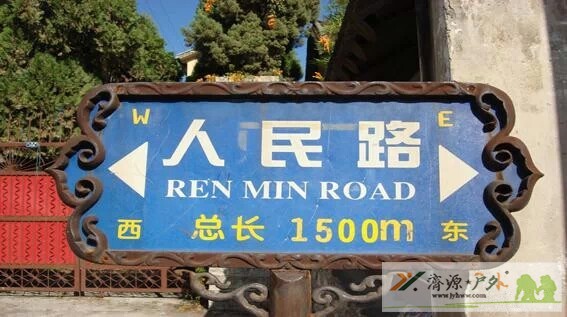 W E
人民路
REN MIN ROAD
西 总长 1500m 东
济源·户外
www.jyhww.com